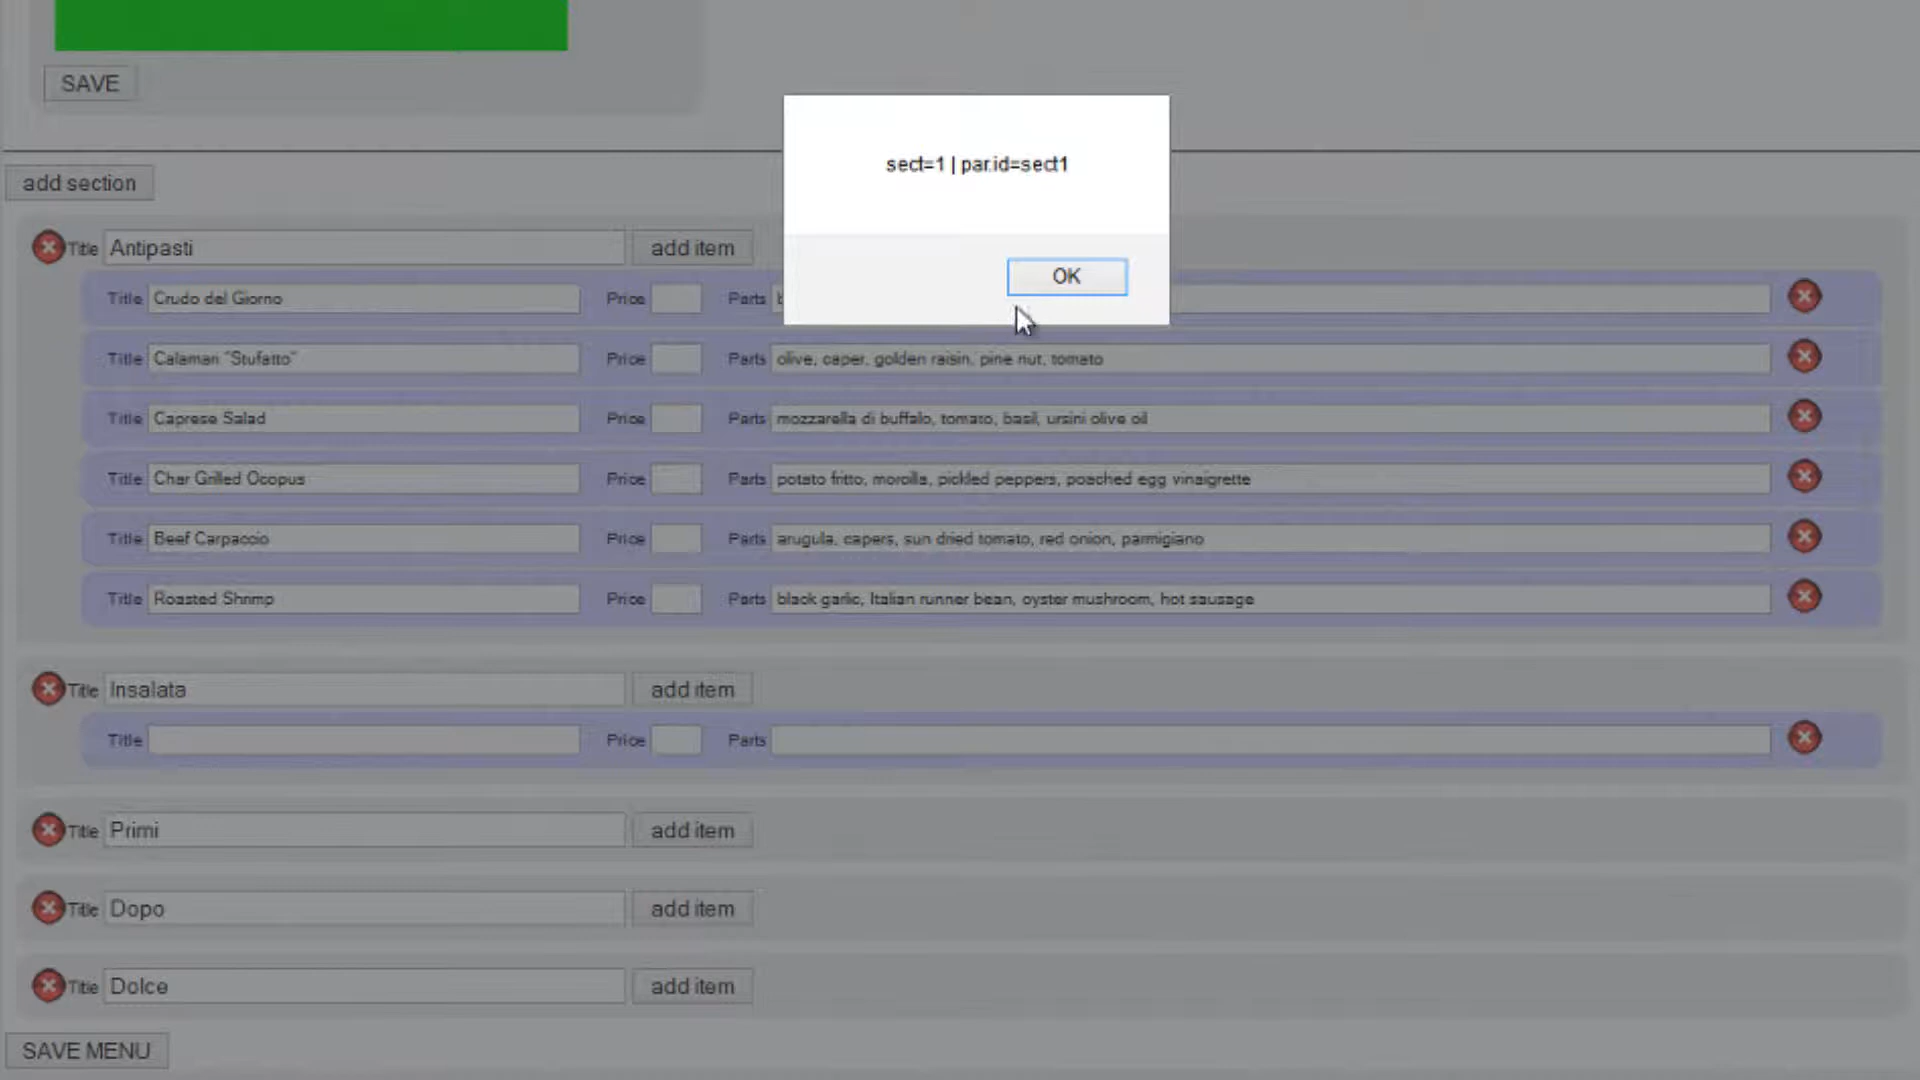 SAVE
sect=1 | par.id=sect1
OK
add section
Title Antipasti add item
Title Crudo del Giorno Price Parts
Title Calamari "Stufatto" Price Parts olive, caper, golden raisin, pine nut, tomato
Title Caprese Salad Price Parts mozzarella di buffalo, tomato, basil, ursini olive oil
Title Char Grilled Ocopus Price Parts potato fritto, morcilla, pickled peppers, poached egg vinaigrette
Title Beef Carpaccio Price Parts arugula, capers, sun dried tomato, red onion, parmigiano
Title Roasted Shrimp Price Parts black garlic, Italian runner bean, oyster mushroom, hot sausage
Title Insalata add item
Title Price Parts
Title Primi add item
Title Dopo add item
Title Dolce add item
SAVE MENU